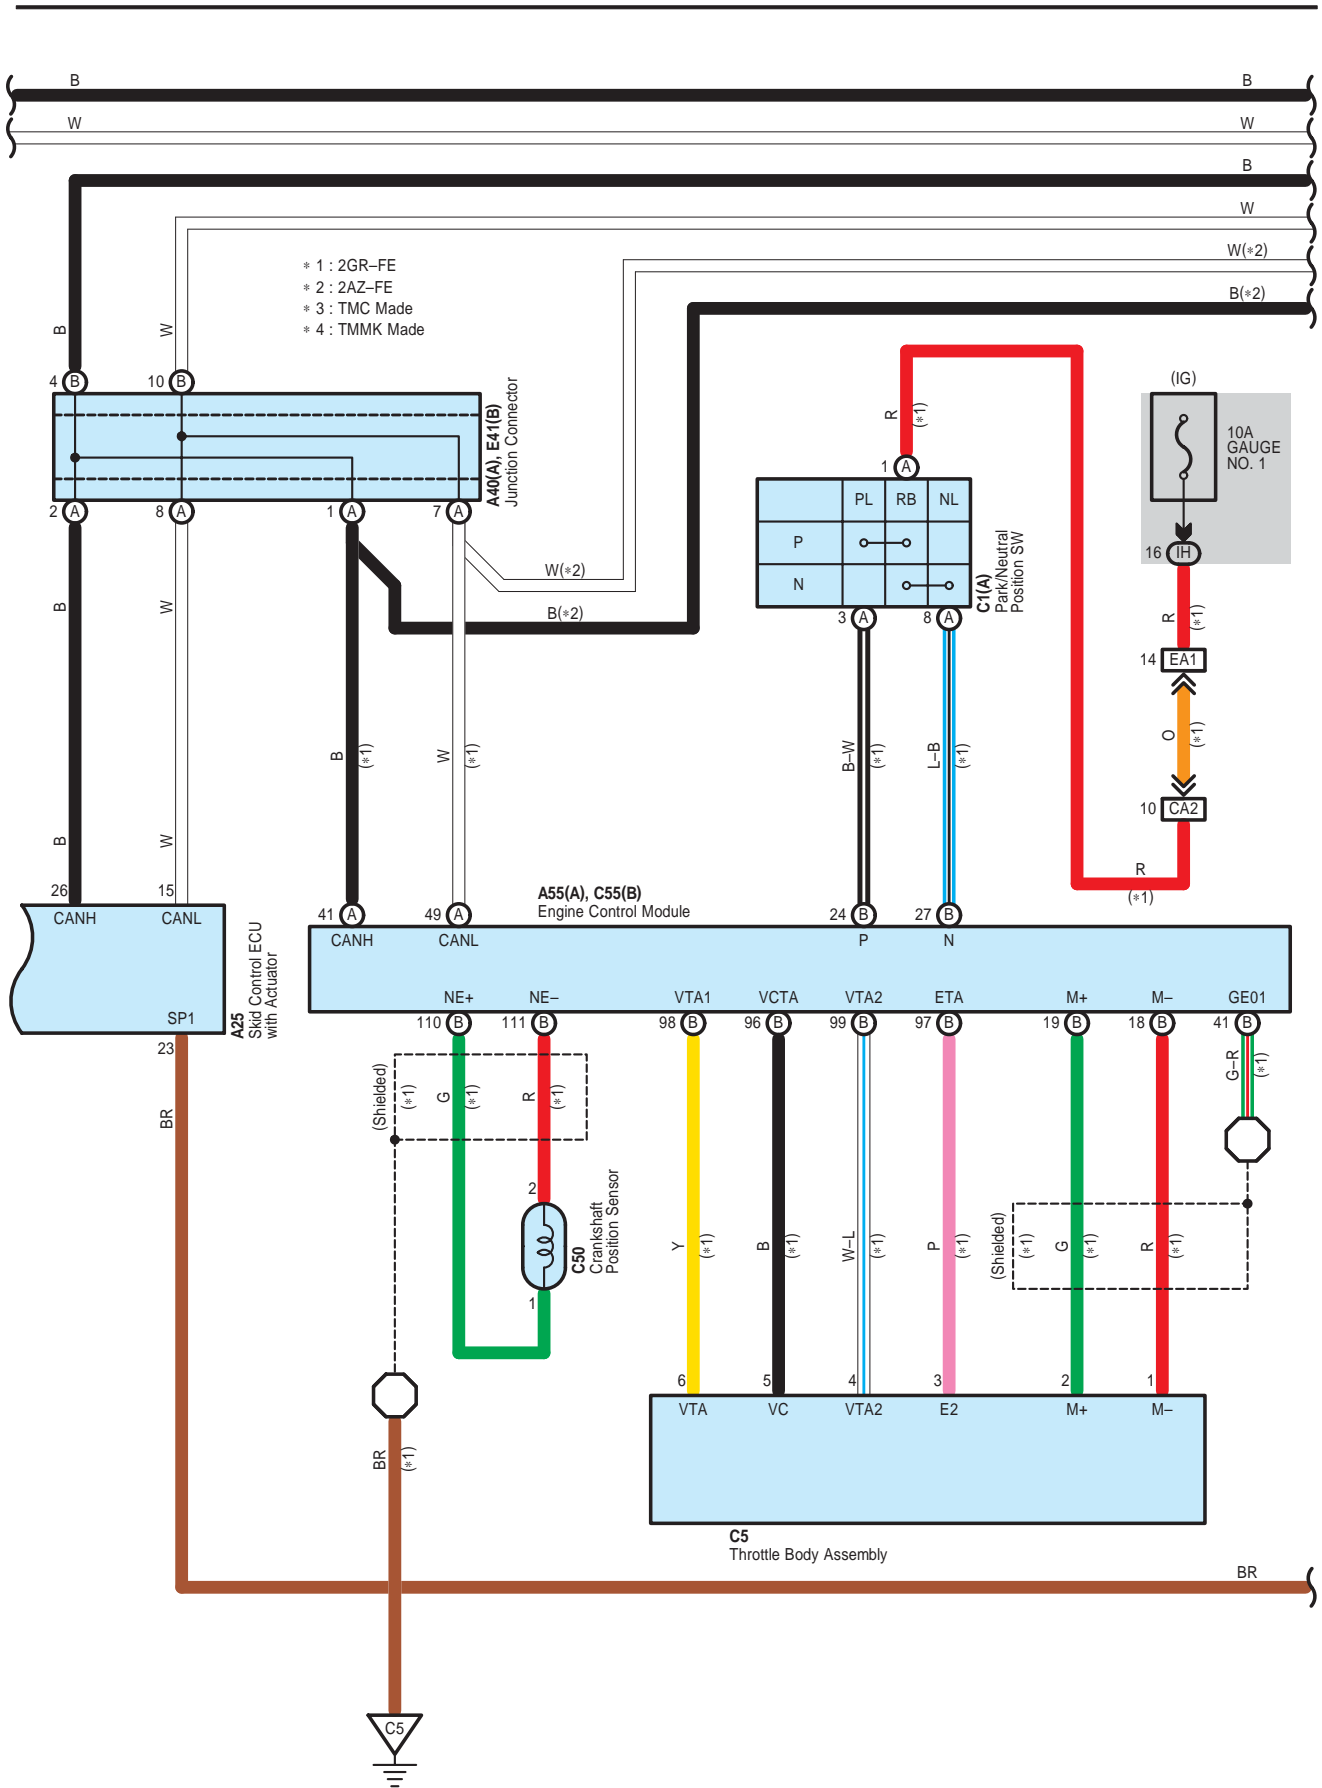 B B
W W
B
W
W(*2)
B(*2)
* 1 : 2GR–FE
* 2 : 2AZ–FE
* 3 : TMC Made
* 4 : TMMK Made
B W
4 B 10 B
A40(A), E41(B)
Junction Connector
2 A 8 A 1 A 7 A
R (*1)
1 A
PL RB NL
P
N
C1(A)
Park/Neutral
Position SW
3 A 8 A
(IG)
10A
GAUGE
NO. 1
16 IH
R (*1)
14 EA1
O (*1)
10 CA2
R
(*1)
W(*2)
B(*2)
B W
B (*1) W (*1) B–W (*1) L–B (*1)
B W
26 15
CANH CANL
SP1
A25
Skid Control ECU
with Actuator
23
BR
A55(A), C55(B)
Engine Control Module
41 A 49 A 24 B 27 B
CANH CANL P N
NE+ NE– VTA1 VCTA VTA2 ETA M+ M– GE01
110 B 111 B 98 B 96 B 99 B 97 B 19 B 18 B 41 B
(Shielded) (*1) G (*1) R (*1)
G–R (*1)
2
C50
Crankshaft
Position Sensor
1
Y (*1) B (*1) W–L (*1) P (*1) (Shielded) (*1) G (*1) R (*1)
6 5 4 3 2 1
VTA VC VTA2 E2 M+ M–
C5
Throttle Body Assembly
BR (*1)
BR
C5